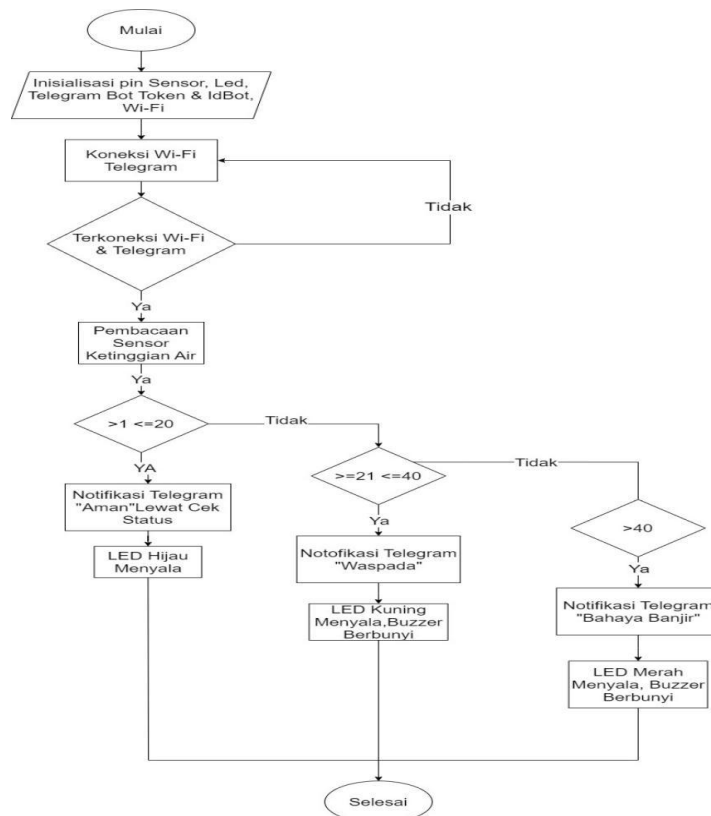 Mulai
Inisialisasi pin Sensor, Led,
Telegram Bot Token & IdBot,
Wi-Fi
Koneksi Wi-Fi
Telegram
Tidak
Terkoneksi Wi-Fi
& Telegram
Ya
Pembacaan
Sensor
Ketinggian Air
Ya
>1 <=20
Tidak
>=21 <=40
Tidak
>40
YA
Notifikasi Telegram
"Aman"Lewat Cek
Status
LED Hijau
Menyala
Ya
Notofikasi Telegram
"Waspada"
LED Kuning
Menyala,Buzzer
Berbunyi
Ya
Notifikasi Telegram
"Bahaya Banjir"
LED Merah
Menyala, Buzzer
Berbunyi
Selesai